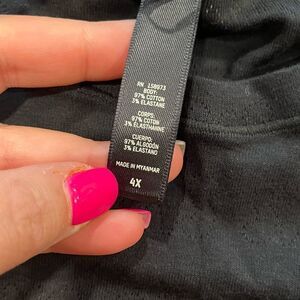 RN 158973
BODY:
97% COTTON
3% ELASTANE
CORPS:
97% COTON
3% ÉLASTHANNE
CUERPO:
97% ALGODÓN
3% ELASTANO
MADE IN MYANMAR
4X